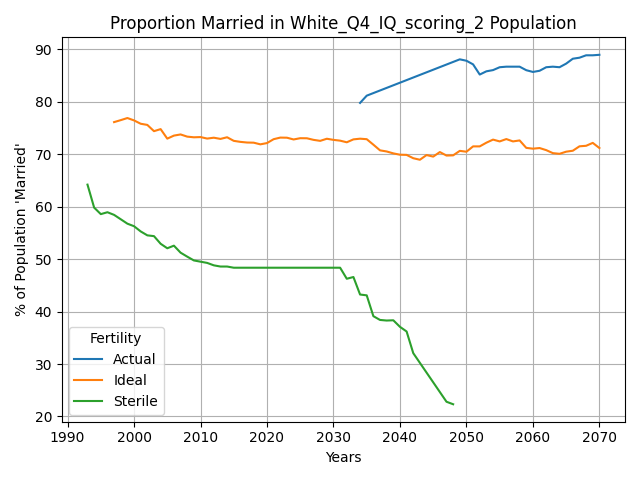 Proportion Married in White_Q4_IQ_scoring_2 Population
% of Population 'Married'
90
80
70
60
50
40
30
20
Fertility
Actual
Ideal
Sterile
1990 2000 2010 2020 2030 2040 2050 2060 2070
Years